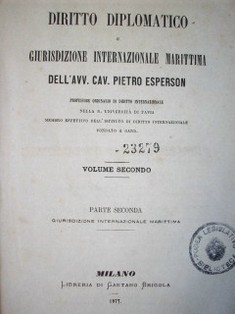 DIRITTO DIPLOMATICO
E
GIURISDIZIONE INTERNAZIONALE MARITTIMA
DELL'AVV. CAV. PIETRO ESPERSON
PROFESSORE ORDINARIO DI DIRITTO INTERNAZIONALE
NELLA R. UNIVERSITÀ DI PAVIA
MEMBRO EFFETTIVO DELL'ISTITUTO DI DIRITTO INTERNAZIONALE
FONDATO A GAND.
23279
VOLUME SECONDO
PARTE SECONDA
GIURISDIZIONE INTERNAZIONALE MARITTIMA
BIBLIOTECA
MILANO
LIBRERIA DI GAETANO BRIGOLA
1877.